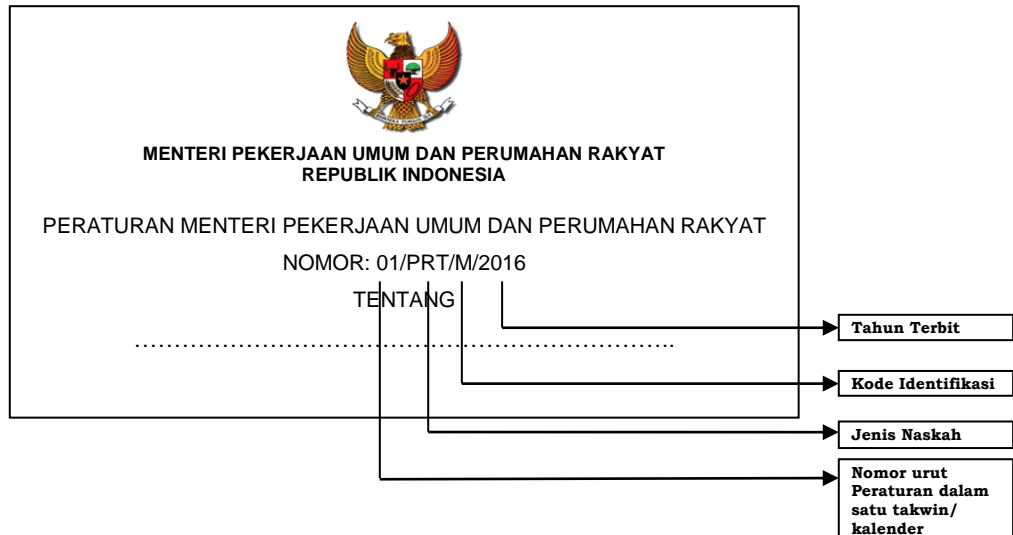 MENTERI PEKERJAAN UMUM DAN PERUMAHAN RAKYAT
REPUBLIK INDONESIA
PERATURAN MENTERI PEKERJAAN UMUM DAN PERUMAHAN RAKYAT
NOMOR: 01/PRT/M/2016
TENTANG
…………………………………………………………..
Tahun Terbit
Kode Identifikasi
Jenis Naskah
Nomor urut
Peraturan dalam
satu takwin/
kalender